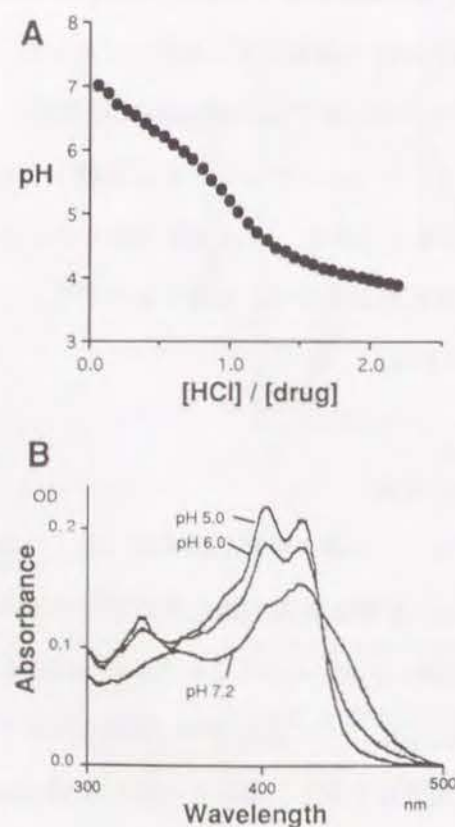 A
8
7
6
5
4
3
pH
0.0 1.0 2.0
[HCl] / [drug]
B
OD
0.2
0.1
0.0
Absorbance
pH 5.0
pH 6.0
pH 7.2
300 400 500
nm
Wavelength